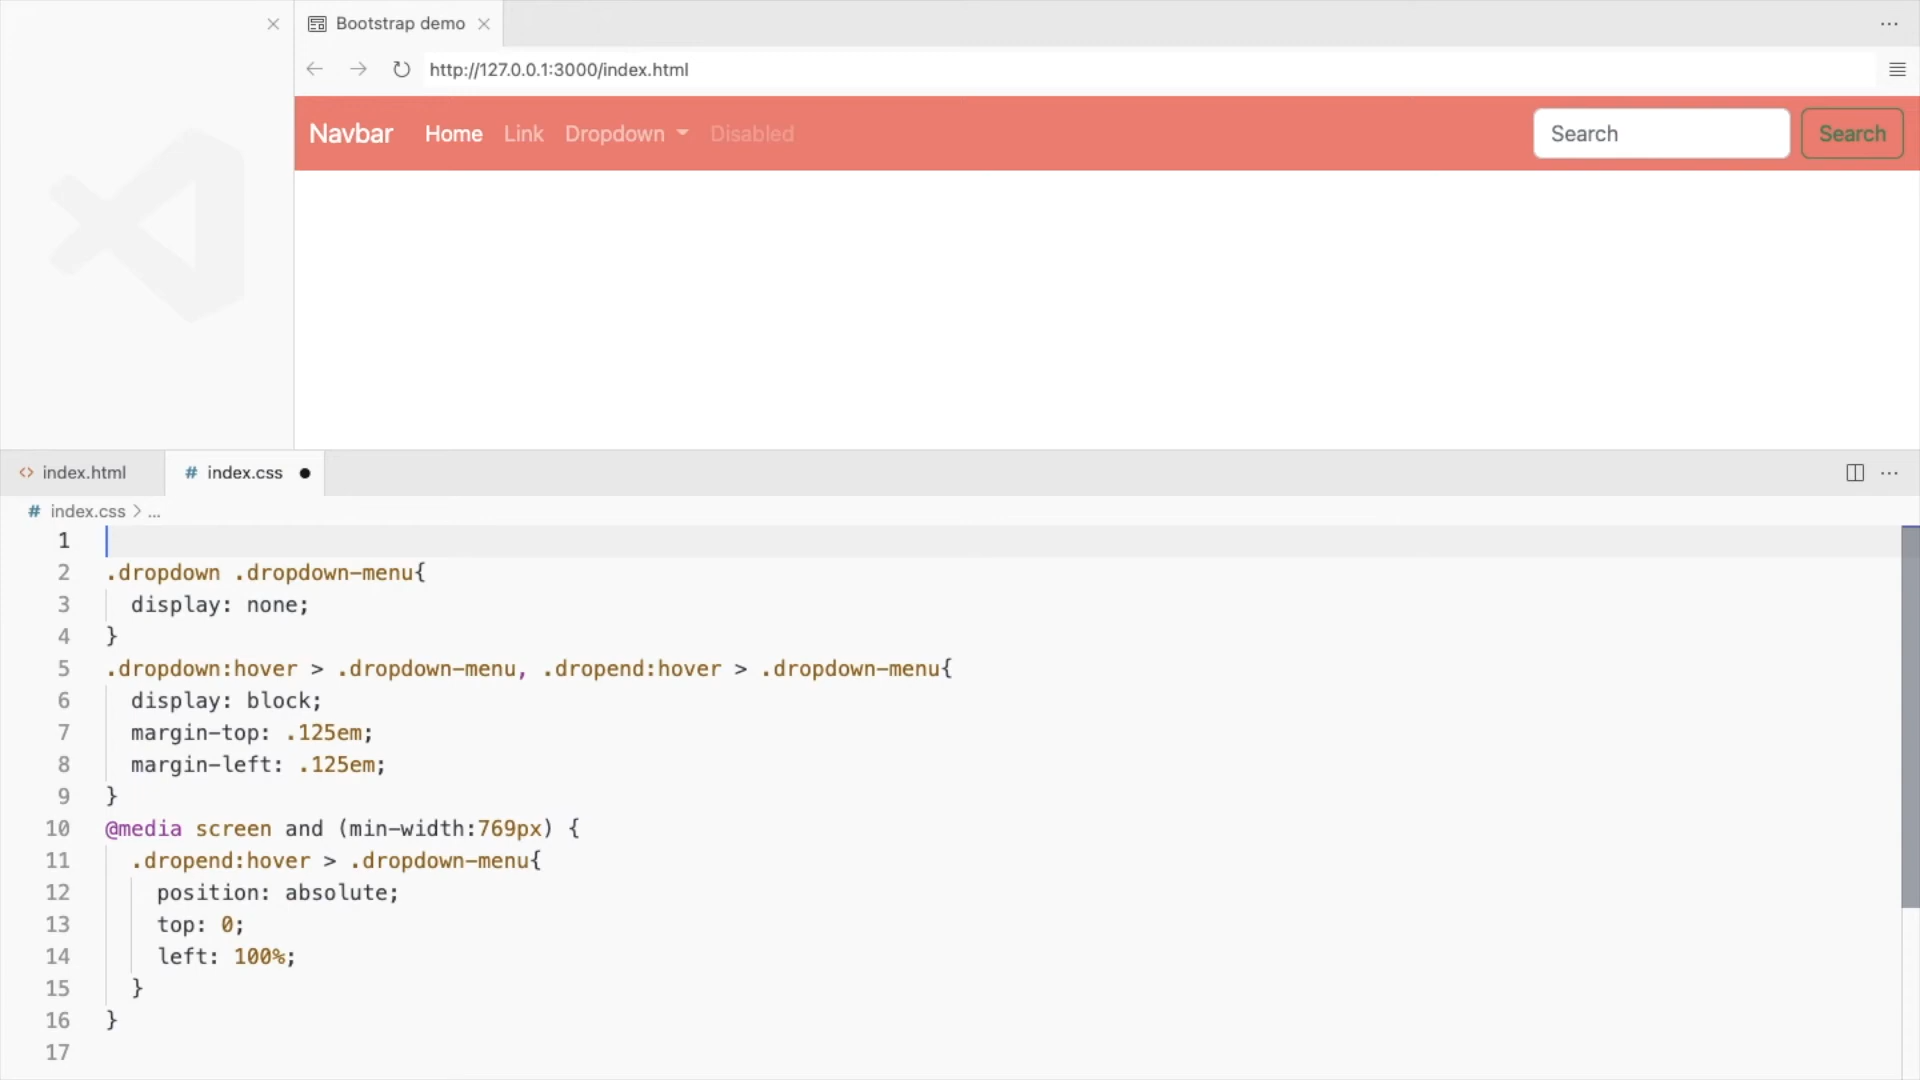 Bootstrap demo
http://127.0.0.1:3000/index.html
Navbar Home Link Dropdown Disabled Search Search
index.html # index.css
# index.css > ...
1
2 .dropdown .dropdown-menu{
3 display: none;
4 }
5 .dropdown:hover > .dropdown-menu, .dropend:hover > .dropdown-menu{
6 display: block;
7 margin-top: .125em;
8 margin-left: .125em;
9 }
10 @media screen and (min-width:769px) {
11 .dropend:hover > .dropdown-menu{
12 position: absolute;
13 top: 0;
14 left: 100%;
15 }
16 }
17